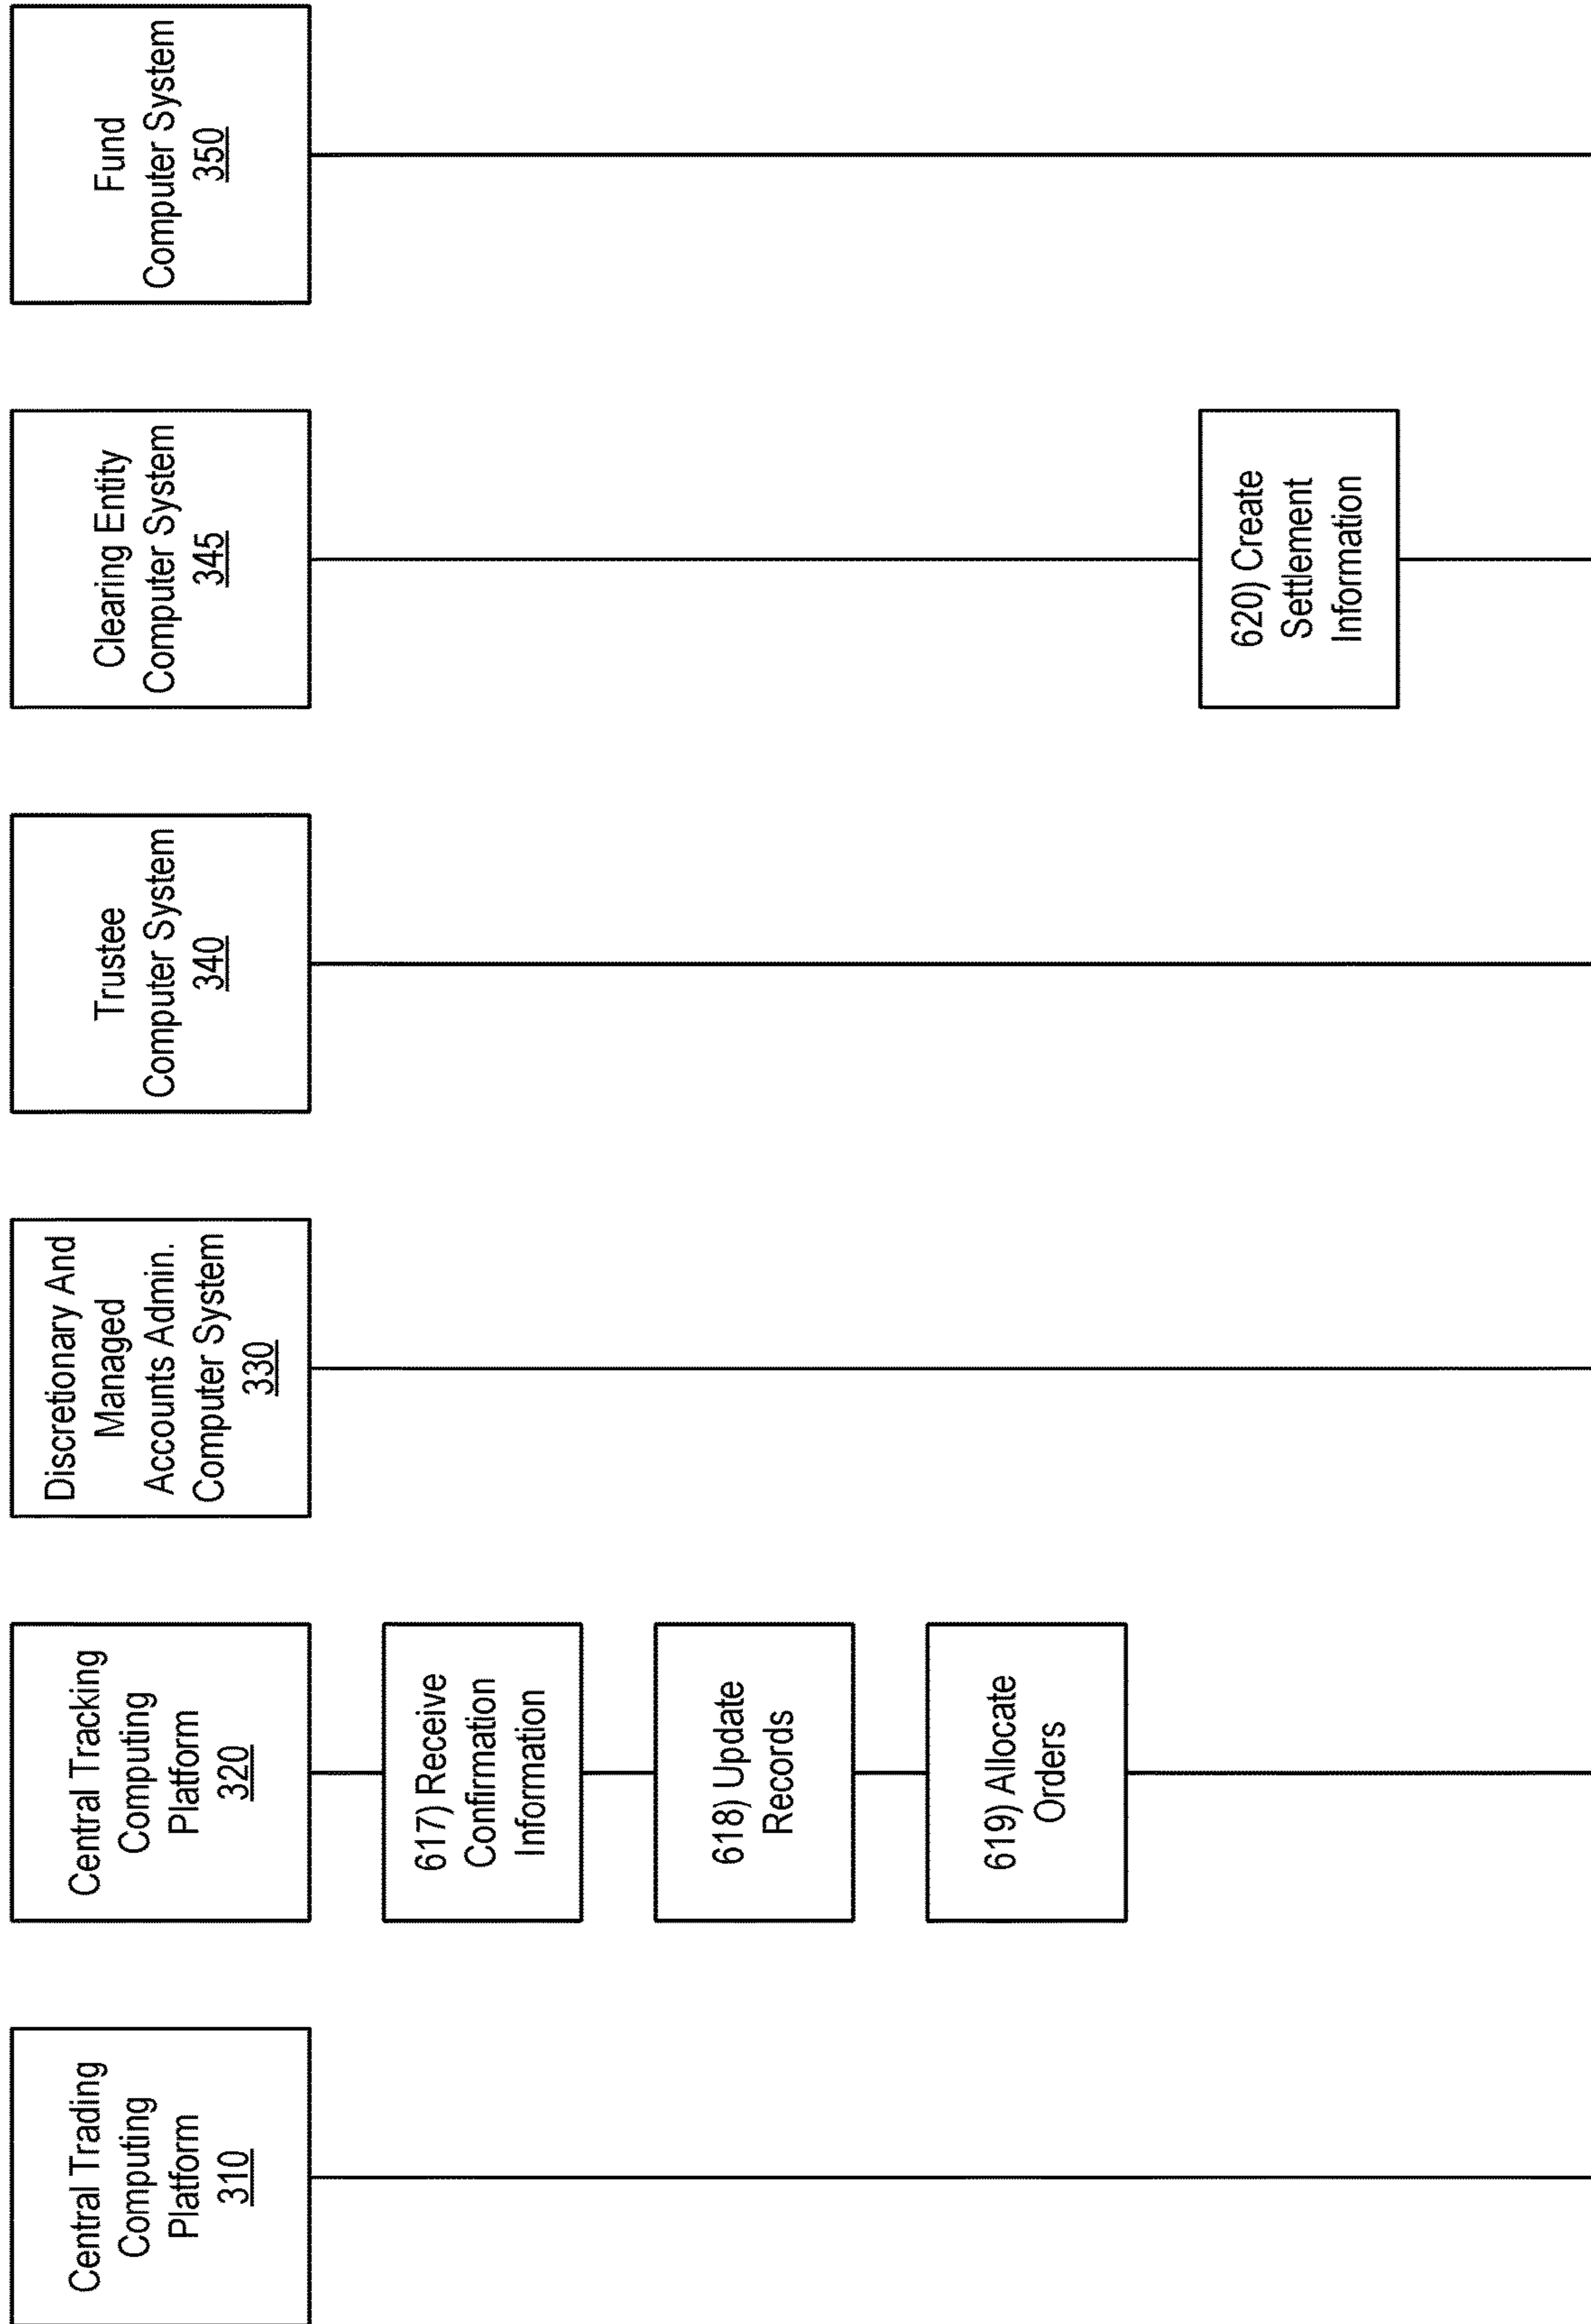 Central Trading
Computing
Platform
310
Central Tracking
Computing
Platform
320
Discretionary And
Managed
Accounts Admin.
Computer System
330
Trustee
Computer System
340
Clearing Entity
Computer System
345
Fund
Computer System
350
617) Receive
Confirmation
Information
618) Update
Records
619) Allocate
Orders
620) Create
Settlement
Information